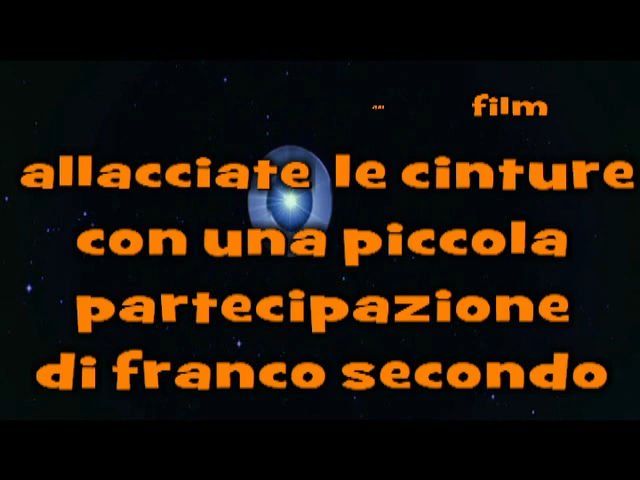 film
allacciate le cinture
con una piccola
partecipazione
di franco secondo